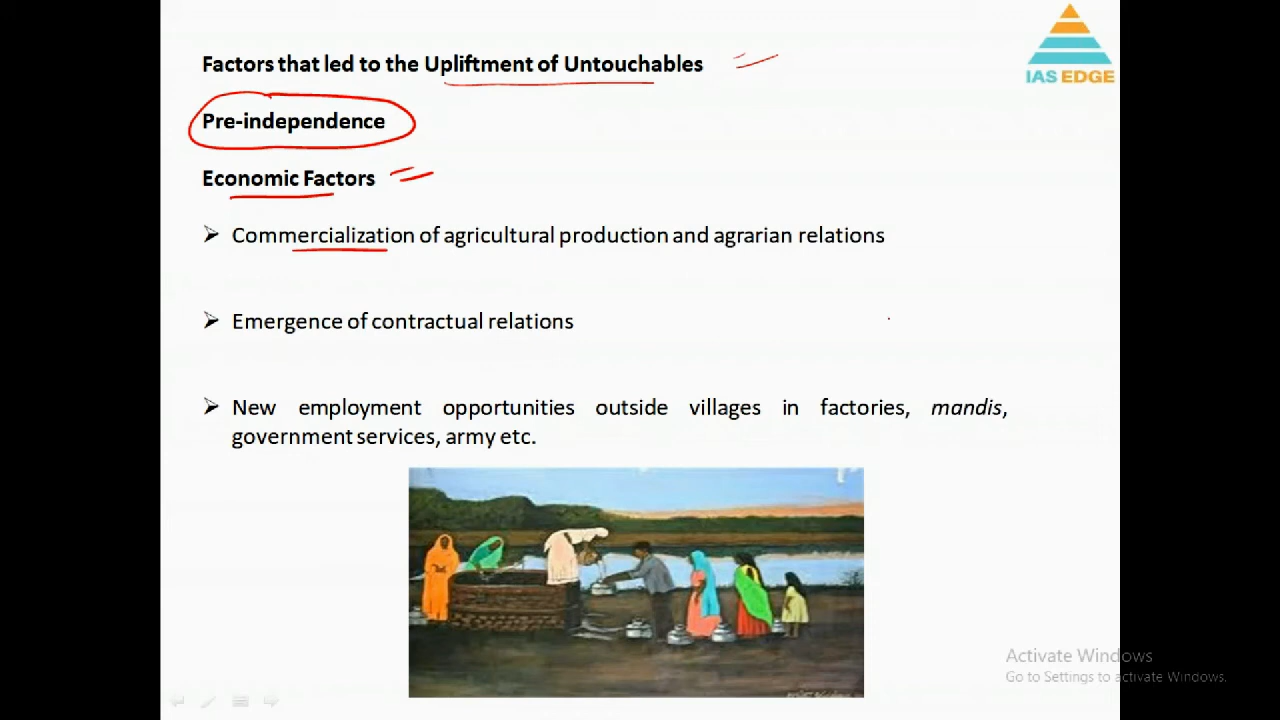 IAS EDGE
Factors that led to the Upliftment of Untouchables
Pre-independence
Economic Factors
Commercialization of agricultural production and agrarian relations
Emergence of contractual relations
New employment opportunities outside villages in factories, mandis,
government services, army etc.
Activate Windows
Go to Settings to activate Windows.